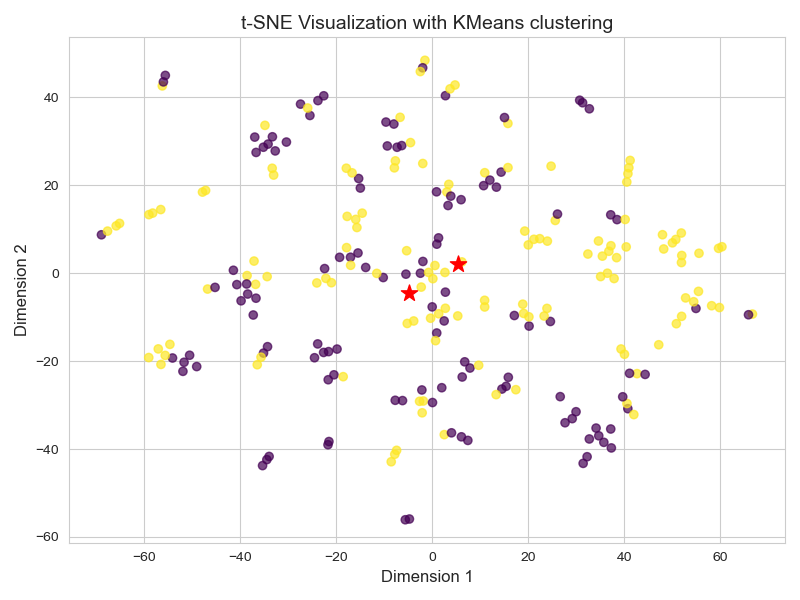 t-SNE Visualization with KMeans clustering
40
20
0
−20
−40
−60
Dimension 2
−60 −40 −20 0 20 40 60
Dimension 1